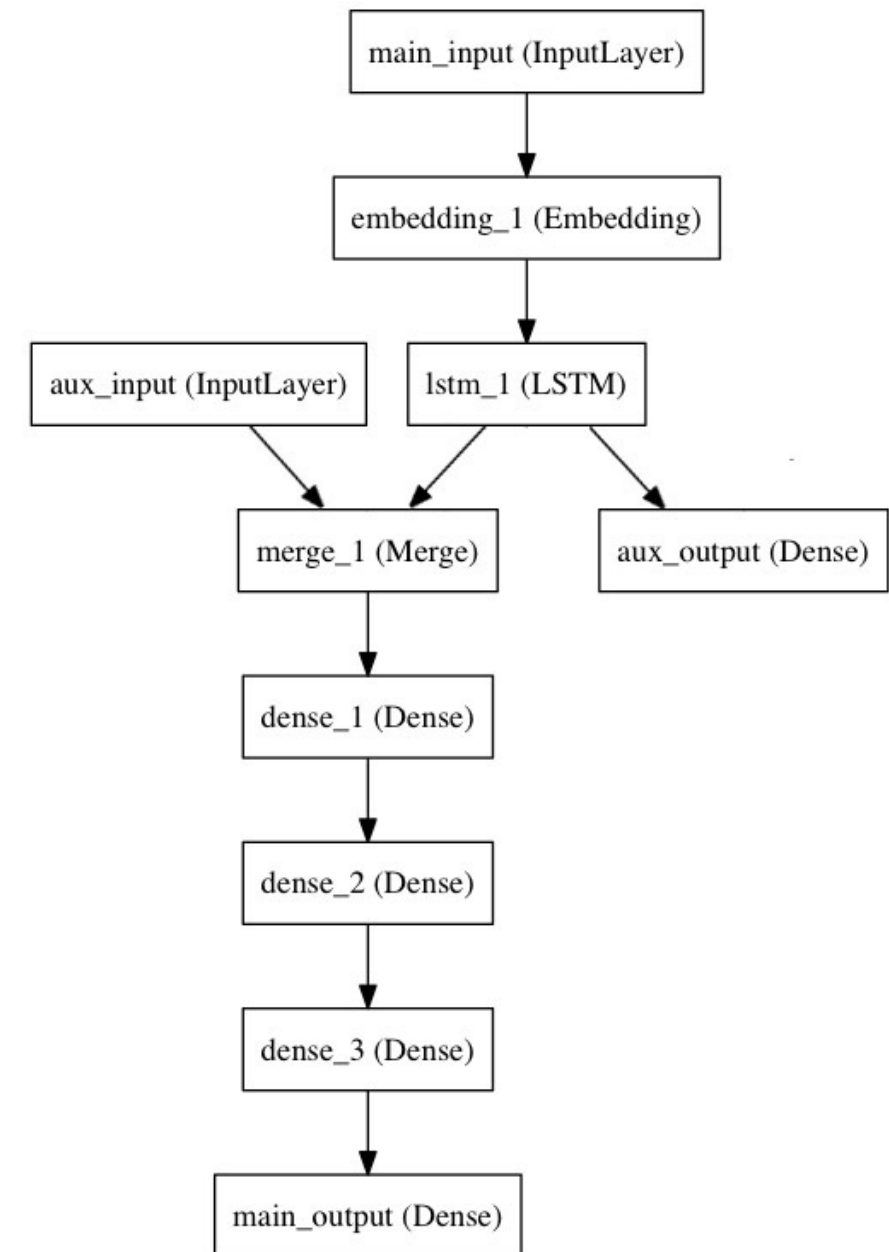 main_input (InputLayer)
embedding_1 (Embedding)
aux_input (InputLayer)
lstm_1 (LSTM)
merge_1 (Merge)
aux_output (Dense)
dense_1 (Dense)
dense_2 (Dense)
dense_3 (Dense)
main_output (Dense)